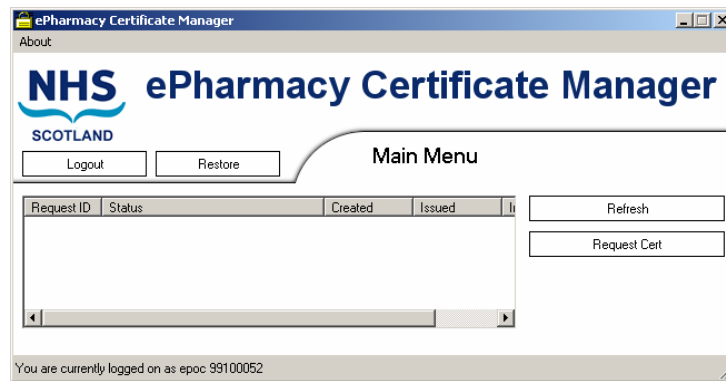 ePharmacy Certificate Manager
About
NHS ePharmacy Certificate Manager
SCOTLAND
Logout Restore Main Menu
Request ID Status Created Issued
Refresh
Request Cert
You are currently logged on as epoc 99100052